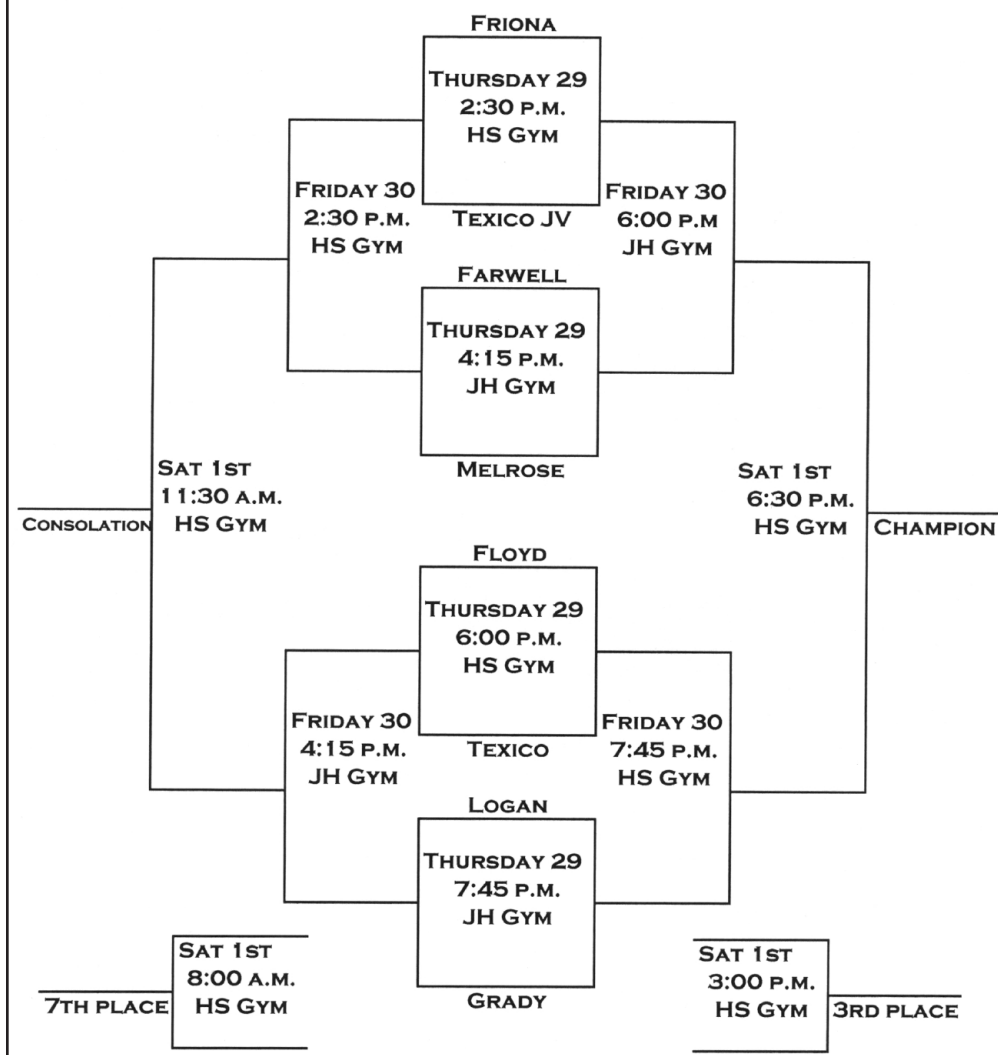 FRIONA
THURSDAY 29
2:30 P.M.
HS GYM
TEXICO JV
FRIDAY 30
2:30 P.M.
HS GYM
FRIDAY 30
6:00 P.M
JH GYM
FARWELL
THURSDAY 29
4:15 P.M.
JH GYM
MELROSE
SAT 1ST
11:30 A.M.
HS GYM
CONSOLATION
SAT 1ST
6:30 P.M.
HS GYM
CHAMPION
FLOYD
THURSDAY 29
6:00 P.M.
HS GYM
TEXICO
FRIDAY 30
4:15 P.M.
JH GYM
FRIDAY 30
7:45 P.M.
HS GYM
LOGAN
THURSDAY 29
7:45 P.M.
JH GYM
GRADY
SAT 1ST
8:00 A.M.
HS GYM
7TH PLACE
SAT 1ST
3:00 P.M.
HS GYM
3RD PLACE